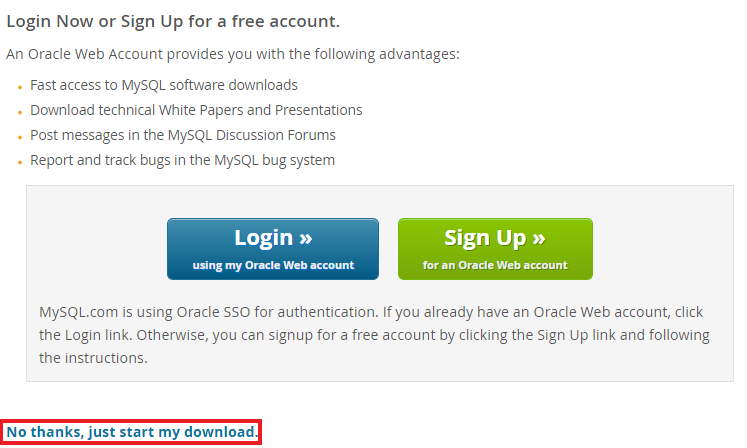 Login Now or Sign Up for a free account.
An Oracle Web Account provides you with the following advantages:
• Fast access to MySQL software downloads
• Download technical White Papers and Presentations
• Post messages in the MySQL Discussion Forums
• Report and track bugs in the MySQL bug system
Login »
using my Oracle Web account
Sign Up »
for an Oracle Web account
MySQL.com is using Oracle SSO for authentication. If you already have an Oracle Web account, click
the Login link. Otherwise, you can signup for a free account by clicking the Sign Up link and following
the instructions.
No thanks, just start my download.